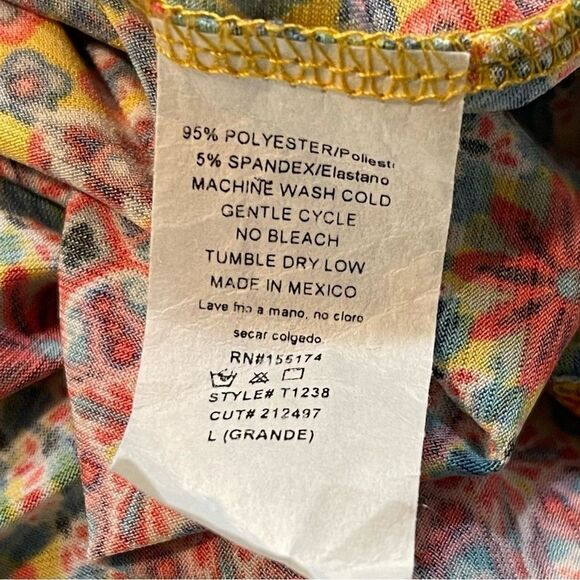 95% POLYESTER/Poliest
5% SPANDEX/Elastano
MACHINE WASH COLD
GENTLE CYCLE
NO BLEACH
TUMBLE DRY LOW
MADE IN MEXICO
Lave frio a mano, no cloro
secar colgado
RN#155174
STYLE# T1238
CUT# 212497
L (GRANDE)